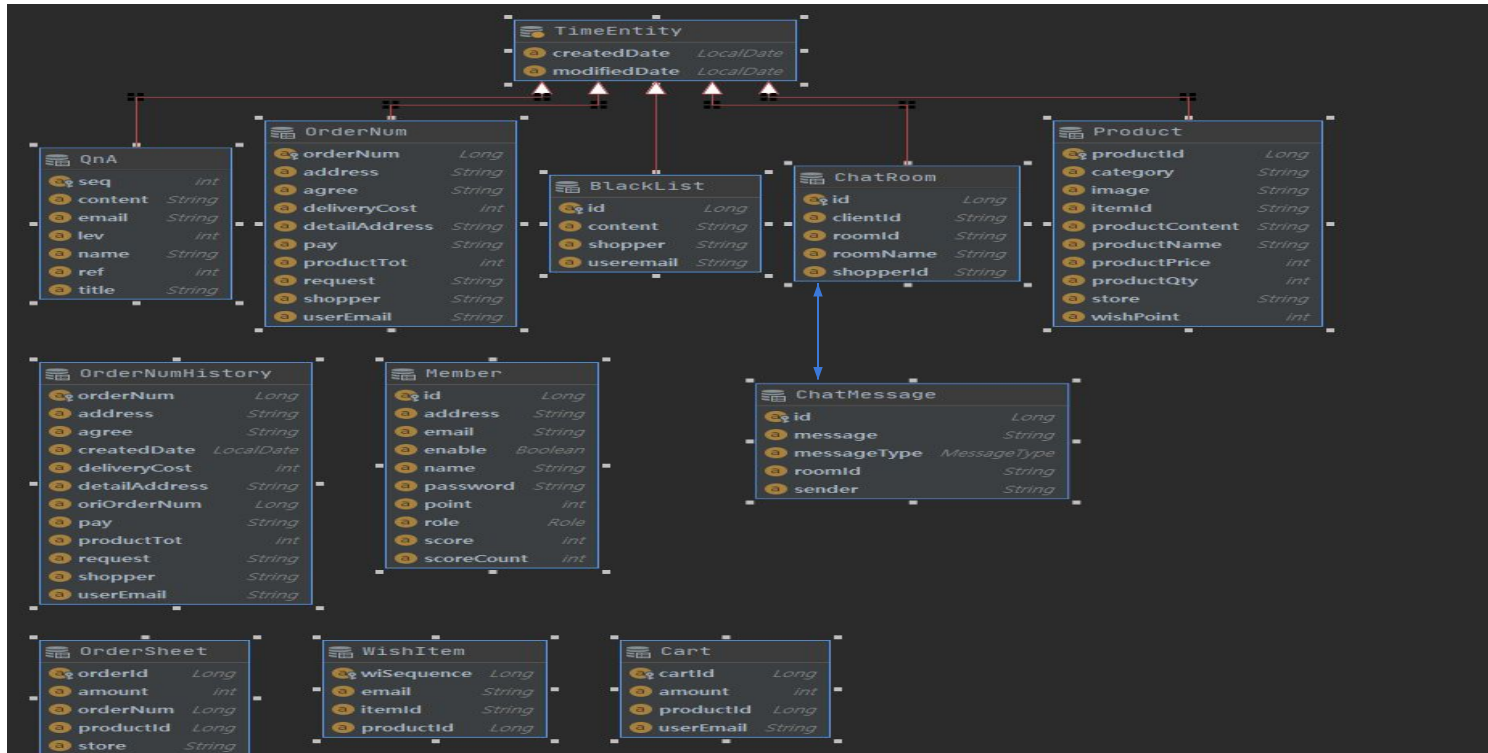 TimeEntity
createdDate LocalDate
modifiedDate LocalDate
QnA
seq int
content String
email String
lev int
name String
ref int
title String
OrderNum
orderNum Long
address String
agree String
deliveryCost int
detailAddress String
pay String
productTot int
request String
shopper String
userEmail String
BlackList
id Long
content String
shopper String
useremail String
ChatRoom
id Long
clientId String
roomId String
roomName String
shopperId String
Product
productId Long
category String
image String
itemId String
productContent String
productName String
productPrice int
productQty int
store String
wishPoint int
OrderNumHistory
orderNum Long
address String
agree String
createdDate LocalDate
deliveryCost int
detailAddress String
oriOrderNum Long
pay String
productTot int
request String
shopper String
userEmail String
Member
id Long
address String
email String
enable Boolean
name String
password String
point int
role Role
score int
scoreCount int
ChatMessage
id Long
message String
messageType MessageType
roomId String
sender String
OrderSheet
orderId Long
amount int
orderNum Long
productId Long
store String
WishItem
wiSequence Long
email String
itemId String
productId Long
Cart
cartId Long
amount int
productId Long
userEmail String